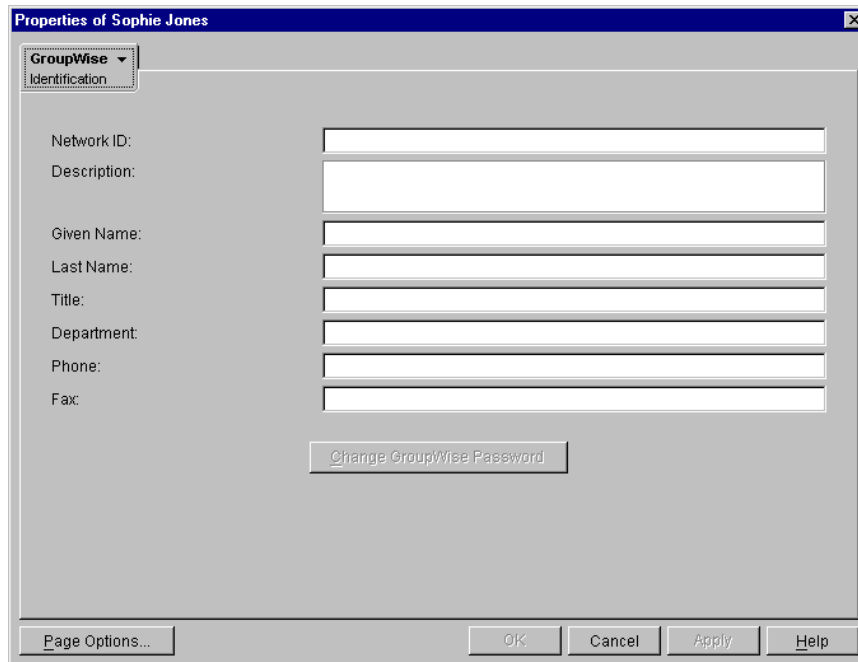 Properties of Sophie Jones
GroupWise
Identification
Network ID:
Description:
Given Name:
Last Name:
Title:
Department:
Phone:
Fax:
Change GroupWise Password
Page Options... OK Cancel Apply Help